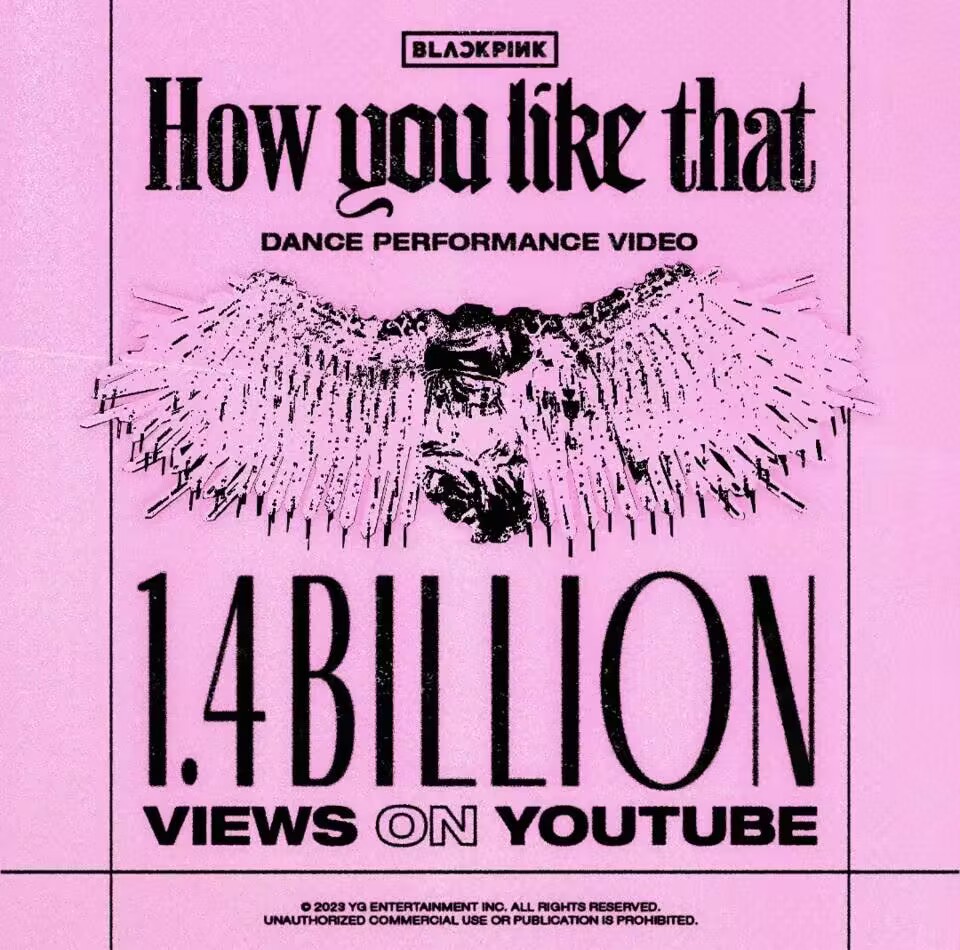 BLAƆKPIИK
How you like that
DANCE PERFORMANCE VIDEO
1.4 BILLION
VIEWS ON YOUTUBE
© 2023 YG ENTERTAINMENT INC. ALL RIGHTS RESERVED.
UNAUTHORIZED COMMERCIAL USE OR PUBLICATION IS PROHIBITED.